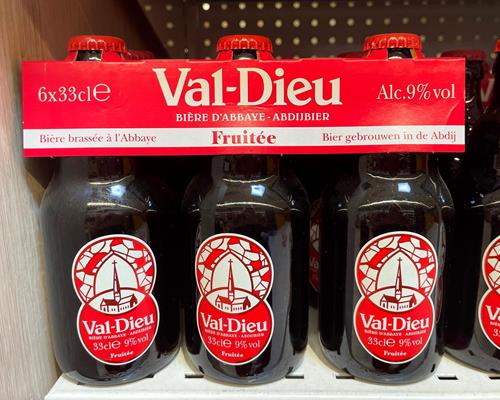 6x33cl℮
Val-Dieu
BIÈRE D'ABBAYE - ABDIJBIER
Alc.9%vol
Bière brassée à l'Abbaye
Fruitée
Bier gebrouwen in de Abdij
Val-Dieu
BIÈRE D'ABBAYE - ABDIJBIER
33cl℮ 9%vol
Fruitée
Val-Dieu
BIÈRE D'ABBAYE - ABDIJBIER
33cl℮ 9%vol
Fruitée
Val-Dieu
BIÈRE D'ABBAYE - ABDIJBIER
33cl℮ 9%vol
Fruitée